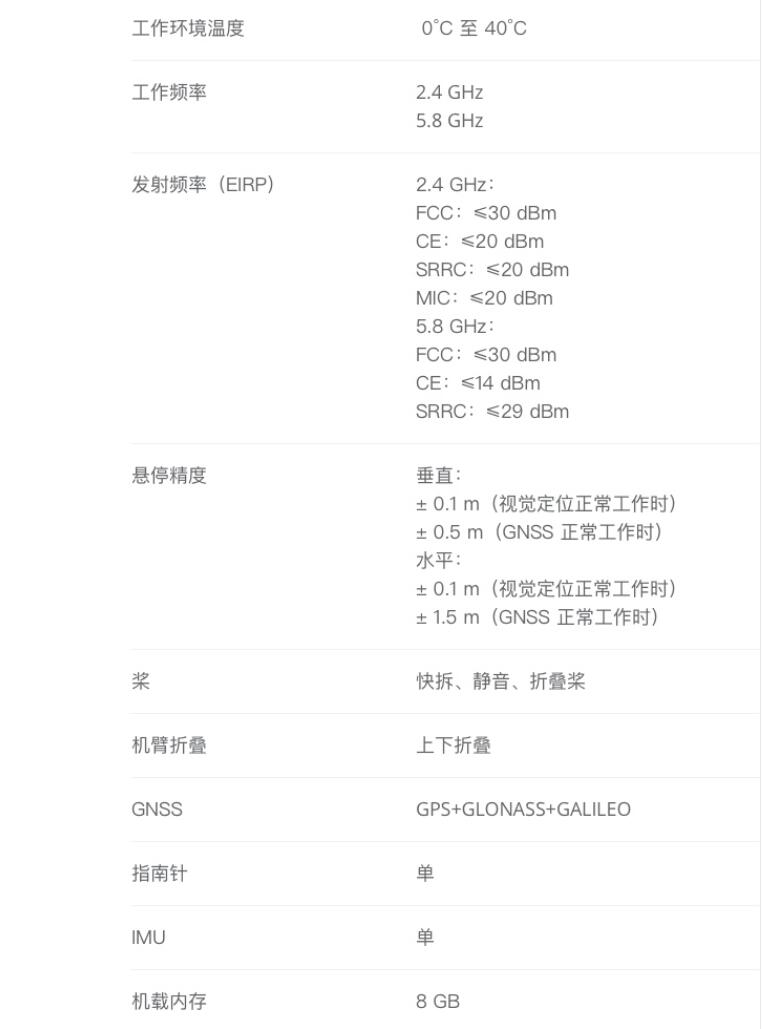 工作环境温度
0°C 至 40°C
工作频率
2.4 GHz
5.8 GHz
发射频率（EIRP）
2.4 GHz：
FCC：≤30 dBm
CE：≤20 dBm
SRRC：≤20 dBm
MIC：≤20 dBm
5.8 GHz：
FCC：≤30 dBm
CE：≤14 dBm
SRRC：≤29 dBm
悬停精度
垂直：
± 0.1 m（视觉定位正常工作时）
± 0.5 m（GNSS 正常工作时）
水平：
± 0.1 m（视觉定位正常工作时）
± 1.5 m（GNSS 正常工作时）
桨
快拆、静音、折叠桨
机臂折叠
上下折叠
GNSS
GPS+GLONASS+GALILEO
指南针
单
IMU
单
机载内存
8 GB